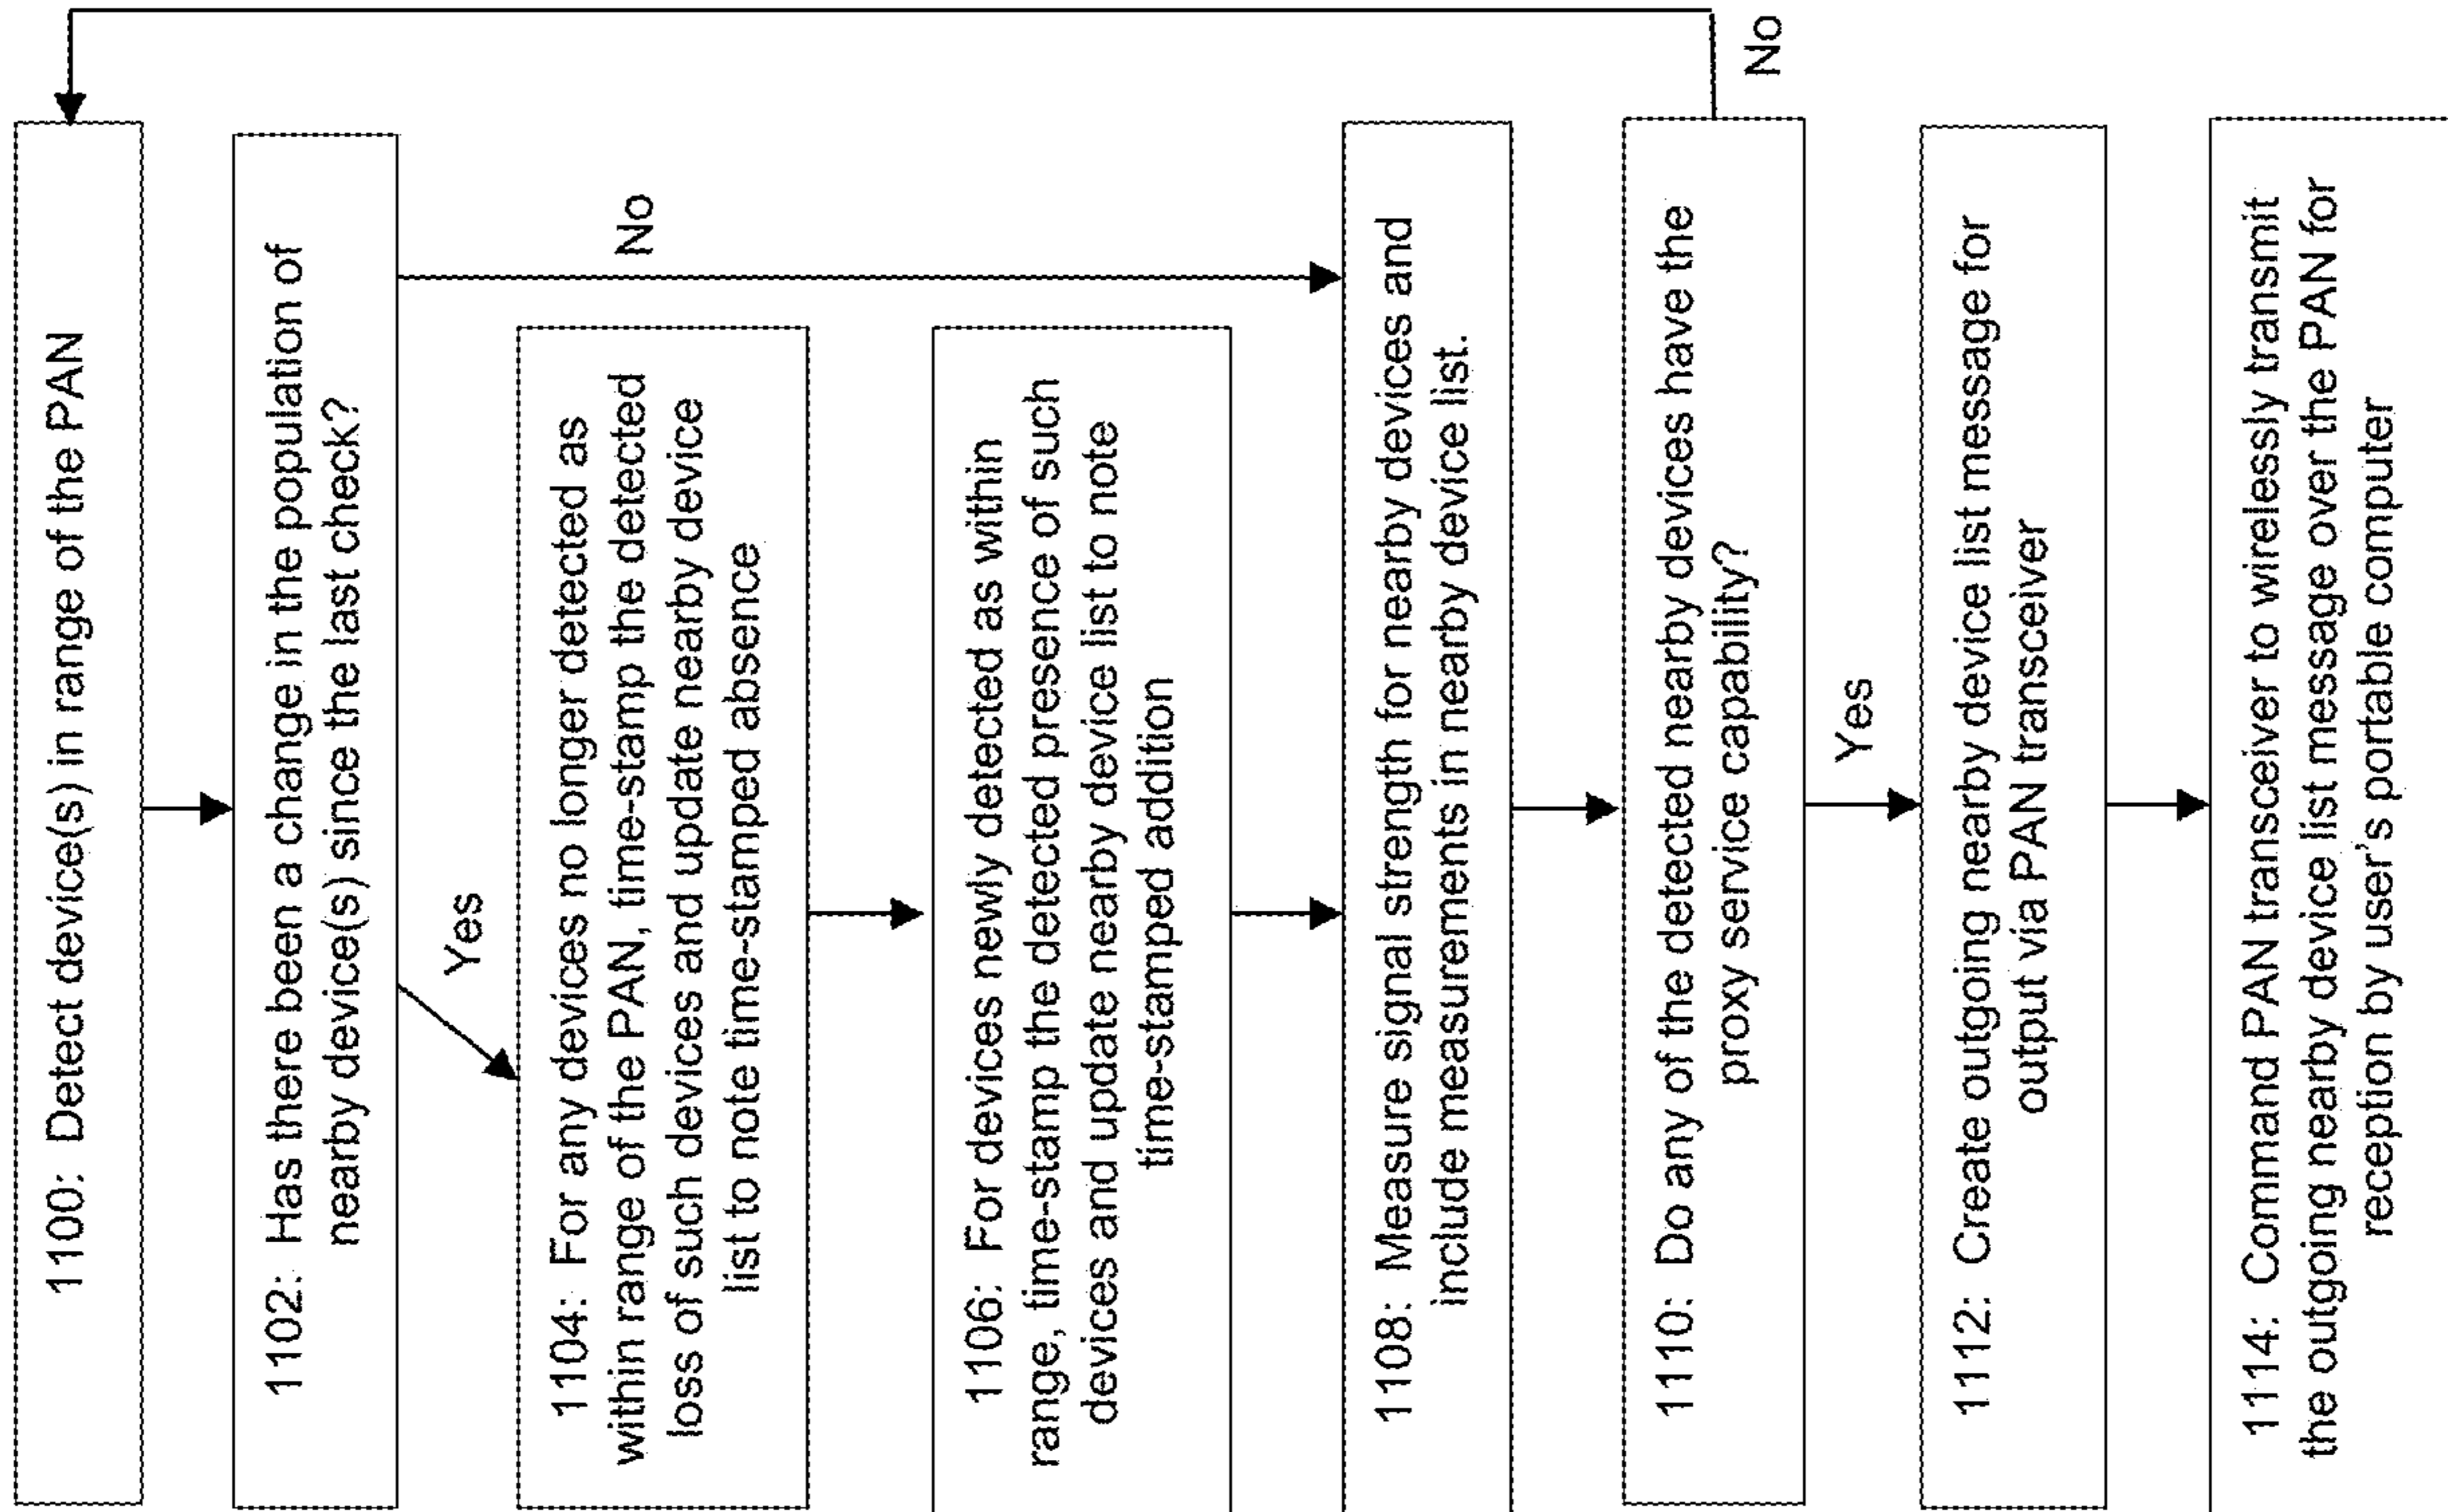 1100: Detect device(s) in range of the PAN
1102: Has there been a change in the population of
nearby device(s) since the last check?
No
Yes
1104: For any devices no longer detected as
within range of the PAN, time-stamp the detected
loss of such devices and update nearby device
list to note time-stamped absence
1106: For devices newly detected as within
range, time-stamp the detected presence of such
devices and update nearby device list to note
time-stamped addition
1108: Measure signal strength for nearby devices and
include measurements in nearby device list.
1110: Do any of the detected nearby devices have the
proxy service capability?
No
Yes
1112: Create outgoing nearby device list message for
output via PAN transceiver
1114: Command PAN transceiver to wirelessly transmit
the outgoing nearby device list message over the PAN for
reception by user's portable computer